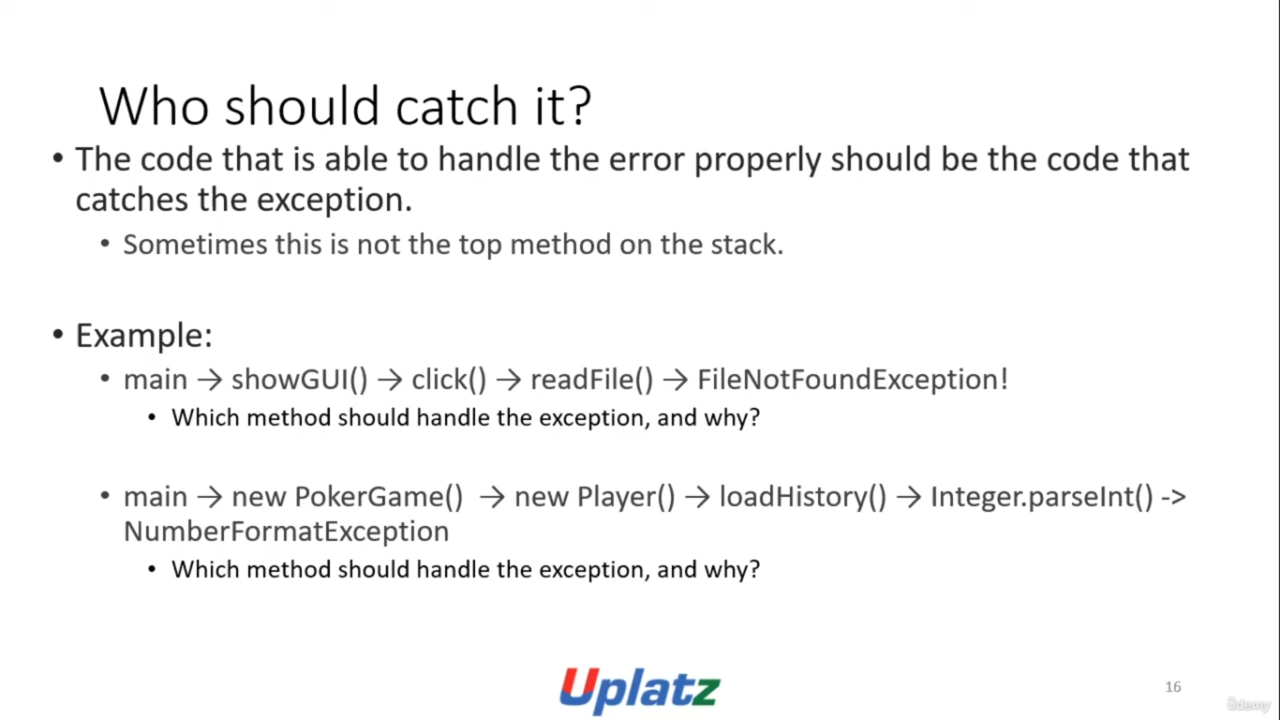 Who should catch it?
• The code that is able to handle the error properly should be the code that
catches the exception.
• Sometimes this is not the top method on the stack.
• Example:
• main → showGUI() → click() → readFile() → FileNotFoundException!
• Which method should handle the exception, and why?
• main → new PokerGame() → new Player() → loadHistory() → Integer.parseInt() ->
NumberFormatException
• Which method should handle the exception, and why?
Uplatz
16
ûdemy